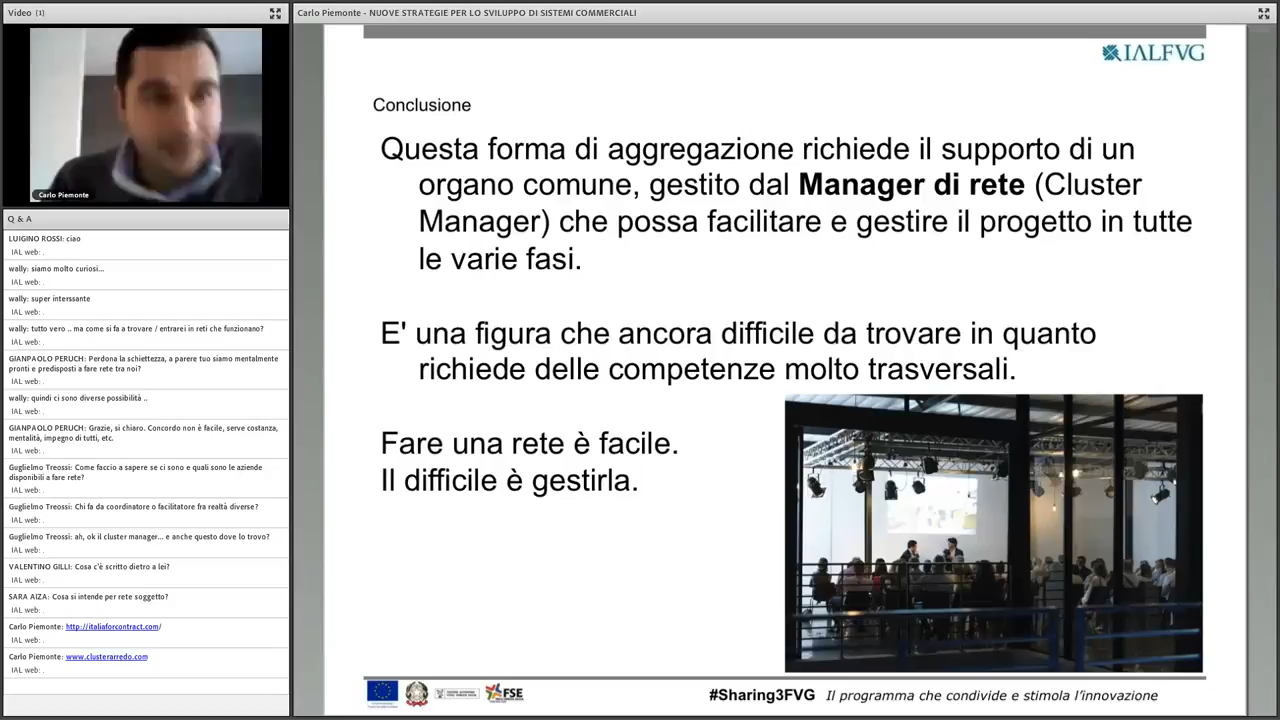 Video (1)
Carlo Piemonte - NUOVE STRATEGIE PER LO SVILUPPO DI SISTEMI COMMERCIALI
Carlo Piemonte
Q & A
LUIGINO ROSSI: ciao
IAL web: .
wally: siamo molto curiosi...
IAL web: .
wally: super interssante
IAL web: .
wally: tutto vero .. ma come si fa a trovare / entrarei in reti che funzionano?
IAL web: .
GIANPAOLO PERUCH: Perdona la schiettezza, a parere tuo siamo mentalmente
pronti e predisposti a fare rete tra noi?
IAL web: .
wally: quindi ci sono diverse possibilità ..
IAL web: .
GIANPAOLO PERUCH: Grazie, si chiaro. Concordo non è facile, serve costanza,
mentalità, impegno di tutti, etc.
IAL web: .
Guglielmo Treossi: Come faccio a sapere se ci sono e quali sono le aziende
disponibili a fare rete?
IAL web: .
Guglielmo Treossi: Chi fa da coordinatore o facilitatore fra realtà diverse?
IAL web: .
Guglielmo Treossi: ah, ok il cluster manager... e anche questo dove lo trovo?
IAL web: .
VALENTINO GILLI: Cosa c'è scritto dietro a lei?
IAL web: .
SARA AIZA: Cosa si intende per rete soggetto?
IAL web: .
Carlo Piemonte: http://italiaforcontract.com/
IAL web: .
Carlo Piemonte: www.clusterarredo.com
IAL web: .
IALFVG
Conclusione
Questa forma di aggregazione richiede il supporto di un
organo comune, gestito dal Manager di rete (Cluster
Manager) che possa facilitare e gestire il progetto in tutte
le varie fasi.
E' una figura che ancora difficile da trovare in quanto
richiede delle competenze molto trasversali.
Fare una rete è facile.
Il difficile è gestirla.
FSE
#Sharing3FVG Il programma che condivide e stimola l'innovazione